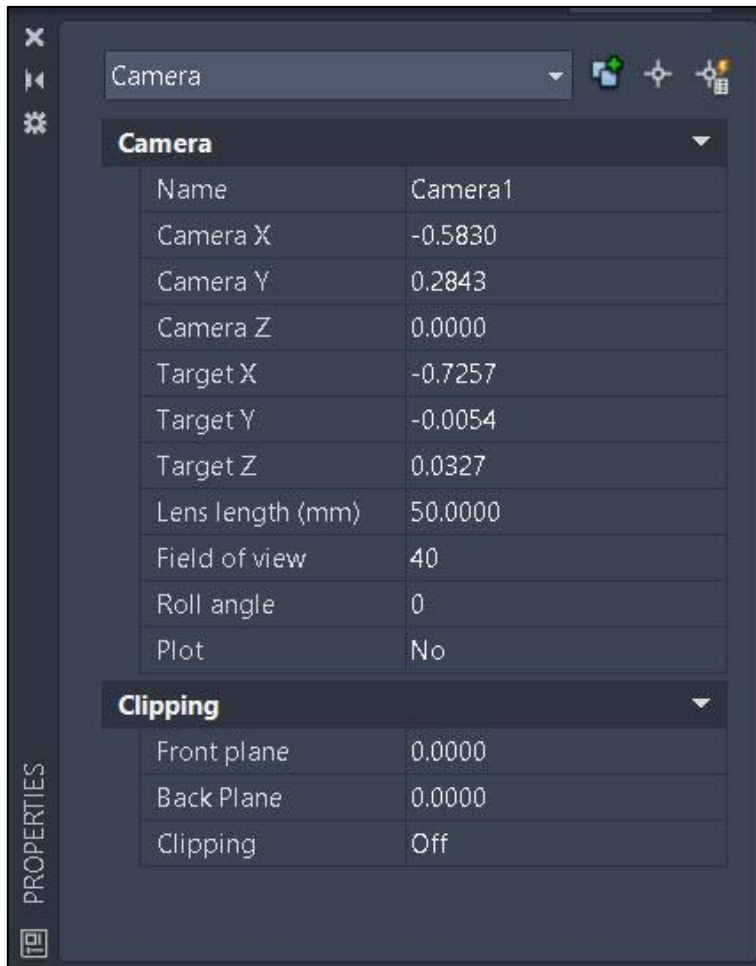 Camera
Camera
Name Camera1
Camera X -0.5830
Camera Y 0.2843
Camera Z 0.0000
Target X -0.7257
Target Y -0.0054
Target Z 0.0327
Lens length (mm) 50.0000
Field of view 40
Roll angle 0
Plot No
Clipping
Front plane 0.0000
Back Plane 0.0000
Clipping Off
PROPERTIES